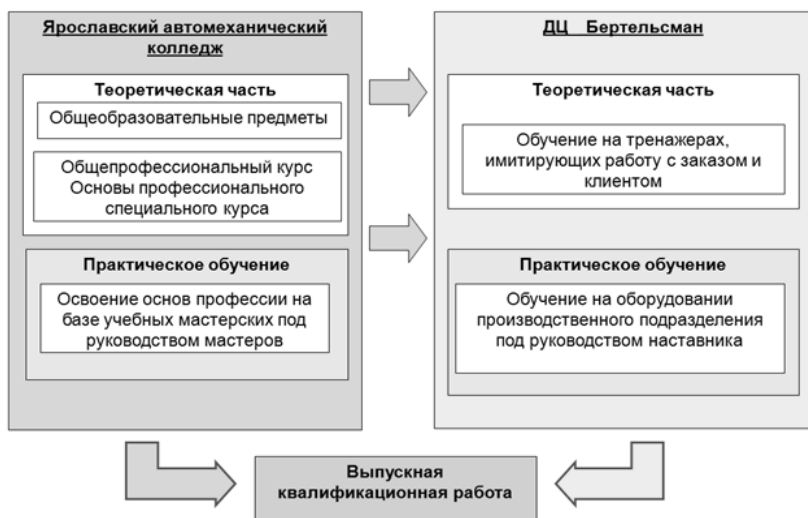 Ярославский автомеханический
колледж
Теоретическая часть
Общеобразовательные предметы
Общепрофессиональный курс
Основы профессионального
специального курса
Практическое обучение
Освоение основ профессии на
базе учебных мастерских под
руководством мастеров
ДЦ Бертельсман
Теоретическая часть
Обучение на тренажерах,
имитирующих работу с заказом и
клиентом
Практическое обучение
Обучение на оборудовании
производственного подразделения
под руководством наставника
Выпускная
квалификационная работа